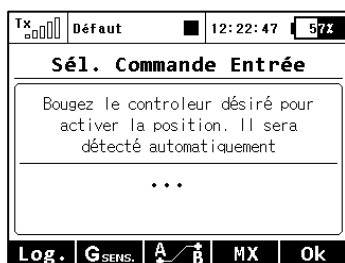 Tx Défaut 12:22:47 57%
Sél. Commande Entrée
Bougez le controleur désiré pour
activer la position. Il sera
détecté automatiquement
...
Log. GSENS. A B MX Ok